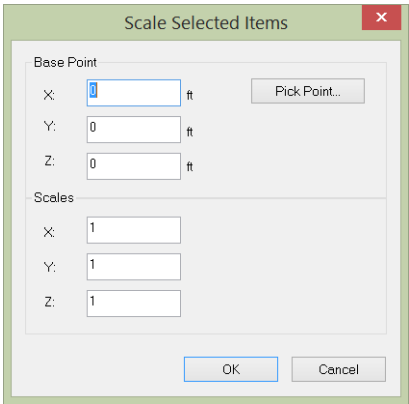 Scale Selected Items
Base Point
X: 0 ft Pick Point...
Y: 0 ft
Z: 0 ft
Scales
X: 1
Y: 1
Z: 1
OK Cancel